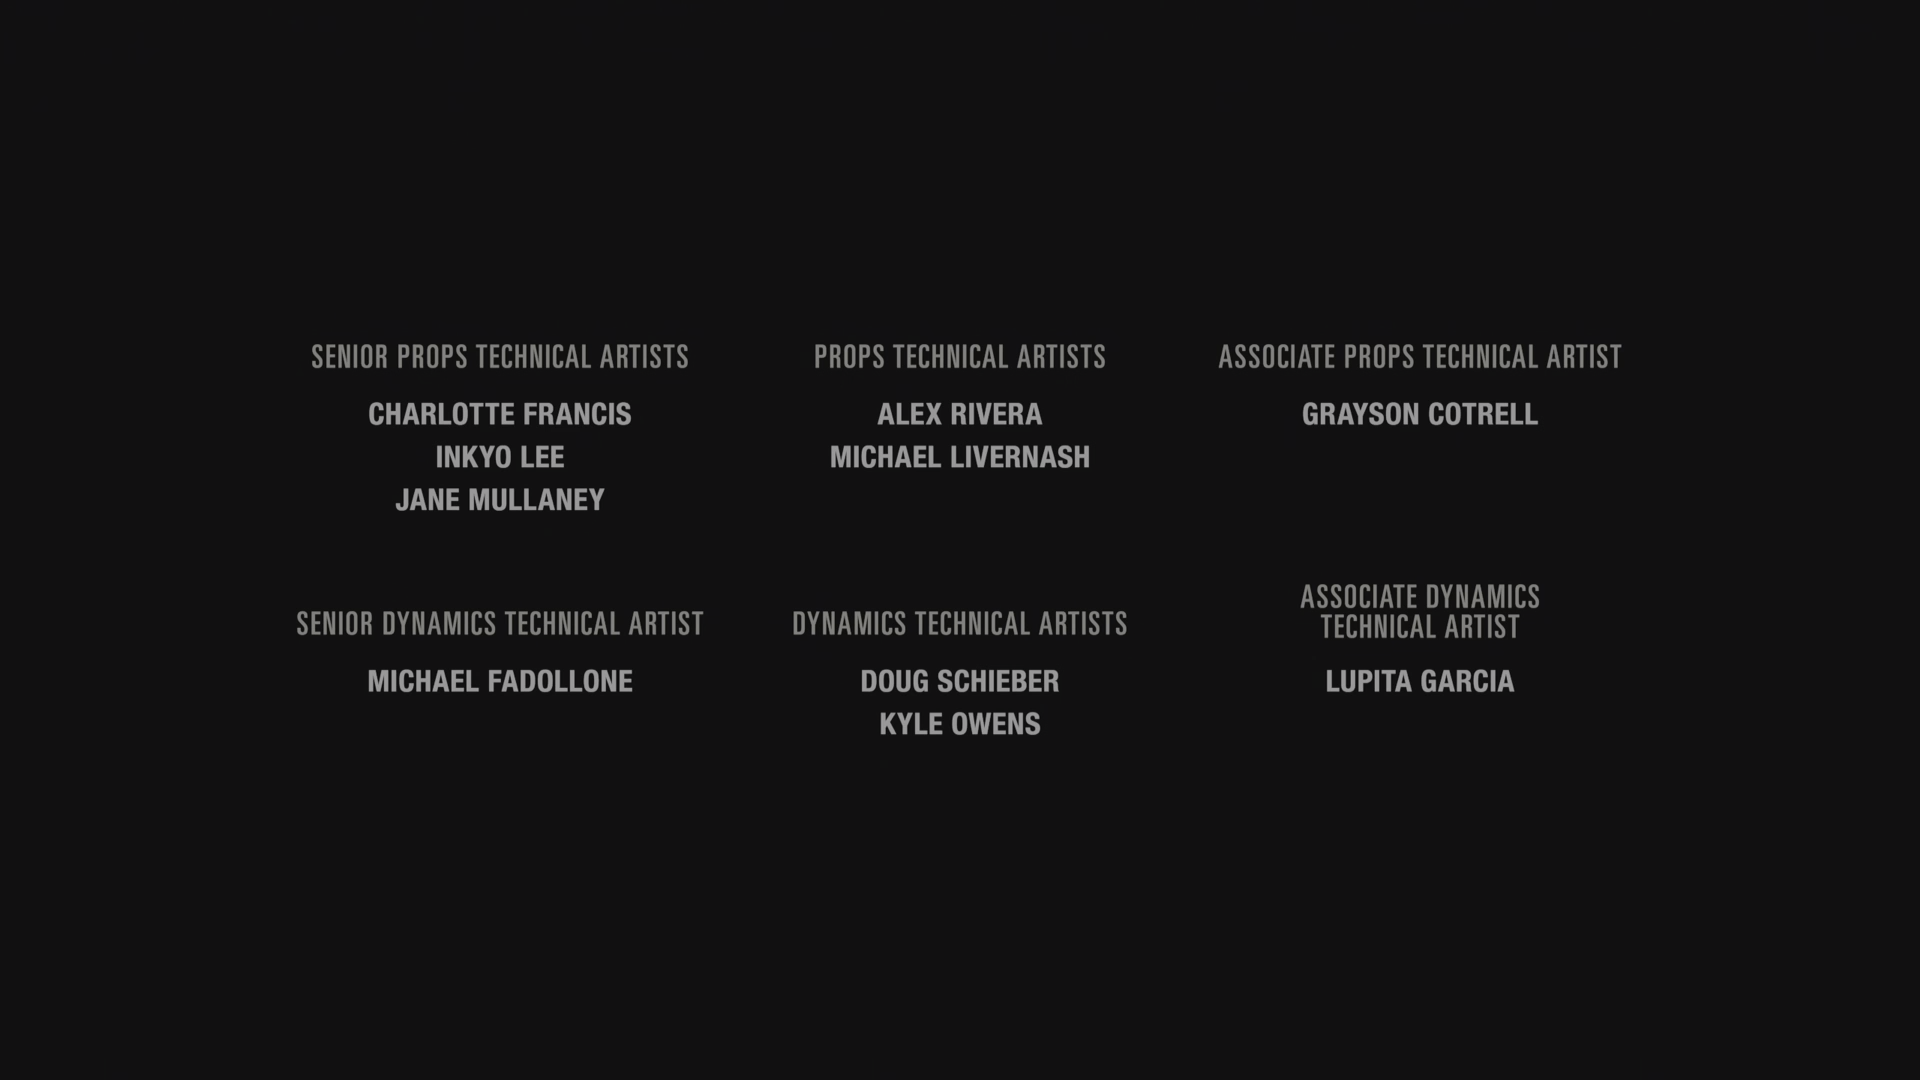 SENIOR PROPS TECHNICAL ARTISTS
CHARLOTTE FRANCIS
INKYO LEE
JANE MULLANEY
PROPS TECHNICAL ARTISTS
ALEX RIVERA
MICHAEL LIVERNASH
ASSOCIATE PROPS TECHNICAL ARTIST
GRAYSON COTRELL
SENIOR DYNAMICS TECHNICAL ARTIST
MICHAEL FADOLLONE
DYNAMICS TECHNICAL ARTISTS
DOUG SCHIEBER
KYLE OWENS
ASSOCIATE DYNAMICS
TECHNICAL ARTIST
LUPITA GARCIA